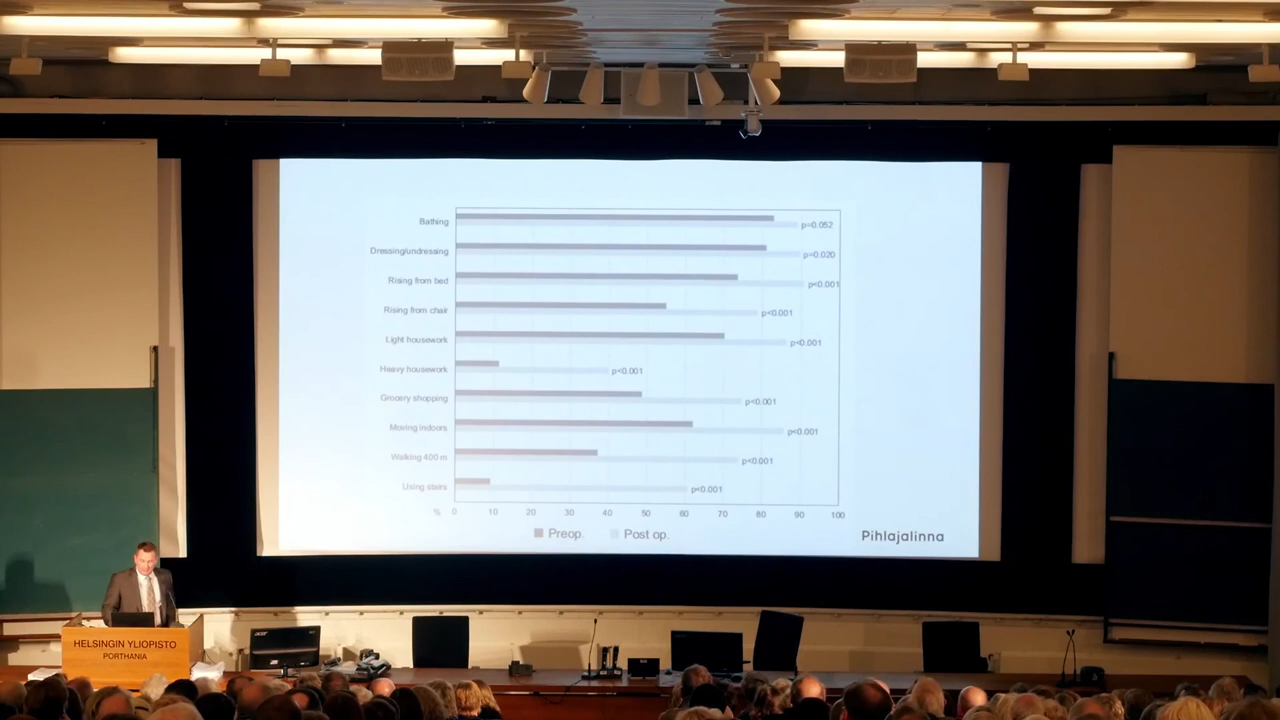 Bathing
p=0.052
Dressing/undressing
p=0.020
Rising from bed
p<0.001
Rising from chair
p<0.001
Light housework
p<0.001
Heavy housework
p<0.001
Grocery shopping
p<0.001
Moving indoors
p<0.001
Walking 400 m
p<0.001
Using stairs
p<0.001
% 0 10 20 30 40 50 60 70 80 90 100
Preop. Post op.
Pihlajalinna
HELSINGIN YLIOPISTO
PORTHANIA
acer